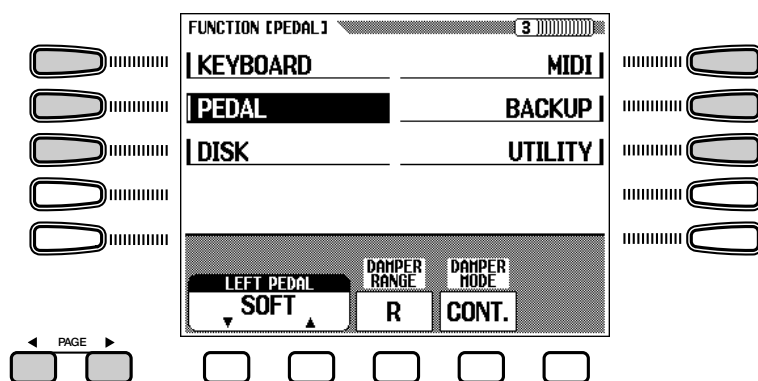 FUNCTION [PEDAL]
3
KEYBOARD
MIDI
PEDAL
BACKUP
DISK
UTILITY
LEFT PEDAL
SOFT
DAMPER
RANGE
R
DAMPER
MODE
CONT.
PAGE